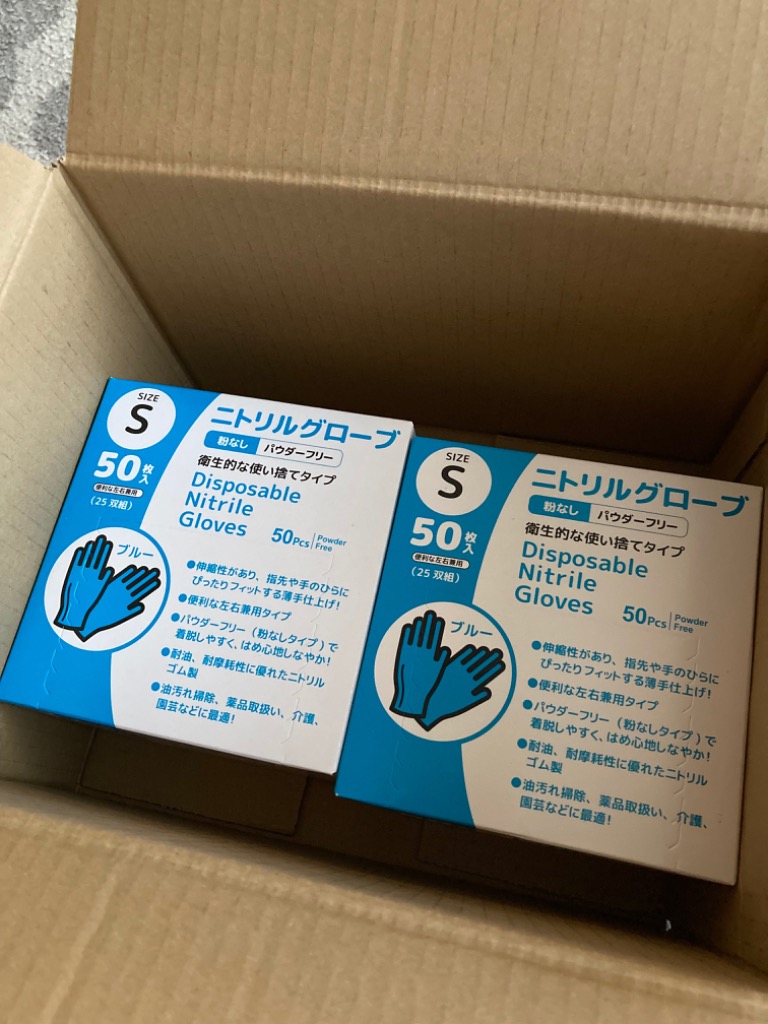 SIZE
S
50枚入
便利な左右兼用
(25双組)
ブルー
ニトリルグローブ
粉なし パウダーフリー
衛生的な使い捨てタイプ
Disposable
Nitrile
Gloves
50Pcs Powder Free
●伸縮性があり、指先や手のひらに
ぴったりフィットする薄手仕上げ!
●便利な左右兼用タイプ
●パウダーフリー(粉なしタイプ)で
着脱しやすく、はめ心地しなやか!
●耐油、耐摩耗性に優れたニトリル
ゴム製
●油汚れ掃除、薬品取扱い、介護、
園芸などに最適!
SIZE
S
50枚入
便利な左右兼用
(25双組)
ブルー
ニトリルグローブ
粉なし パウダーフリー
衛生的な使い捨てタイプ
Disposable
Nitrile
Gloves
50Pcs Powder Free
●伸縮性があり、指先や手のひらに
ぴったりフィットする薄手仕上げ!
●便利な左右兼用タイプ
●パウダーフリー(粉なしタイプ)で
着脱しやすく、はめ心地しなやか!
●耐油、耐摩耗性に優れたニトリル
ゴム製
●油汚れ掃除、薬品取扱い、介護、
園芸などに最適!